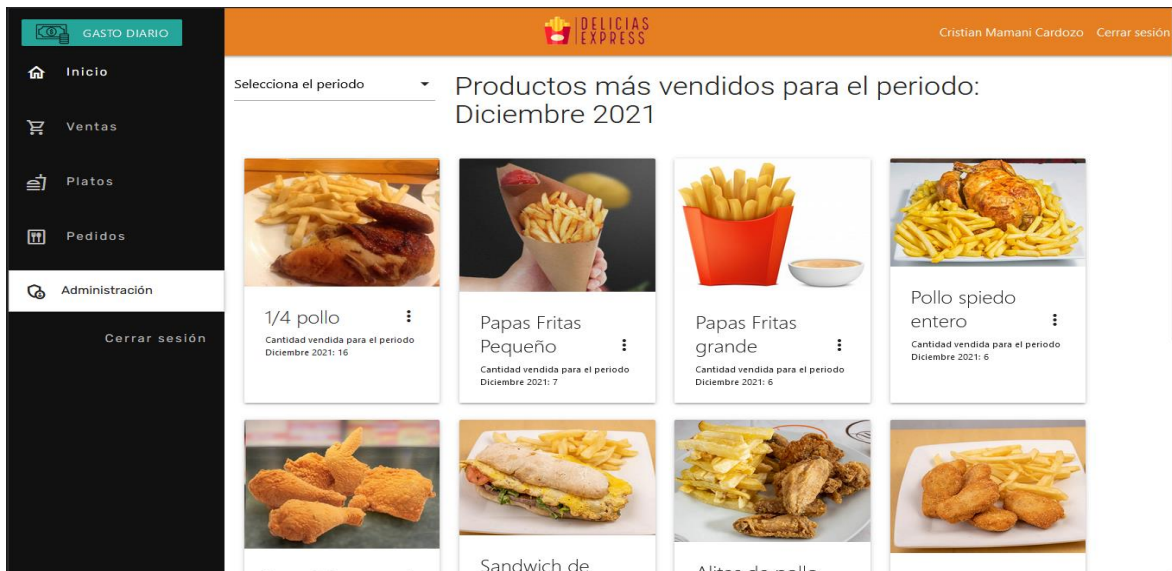 GASTO DIARIO
DELICIAS
EXPRESS
Cristian Mamani Cardozo Cerrar sesión
Inicio
Ventas
Platos
Pedidos
Administración
Cerrar sesión
Selecciona el periodo
Productos más vendidos para el periodo:
Diciembre 2021
1/4 pollo
Cantidad vendida para el periodo
Diciembre 2021: 16
Papas Fritas
Pequeño
Cantidad vendida para el periodo
Diciembre 2021: 7
Papas Fritas
grande
Cantidad vendida para el periodo
Diciembre 2021: 6
Pollo spiedo
entero
Cantidad vendida para el periodo
Diciembre 2021: 6
Sandwich de
Alitas de pollo